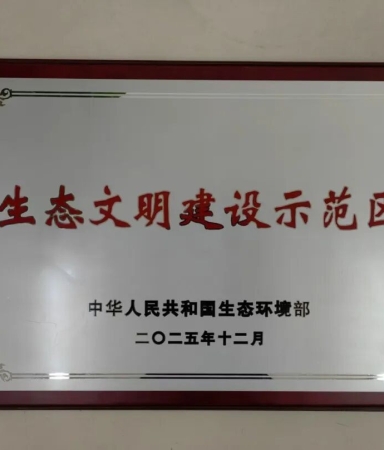 生态文明建设示范区
中华人民共和国生态环境部
二〇二五年十二月